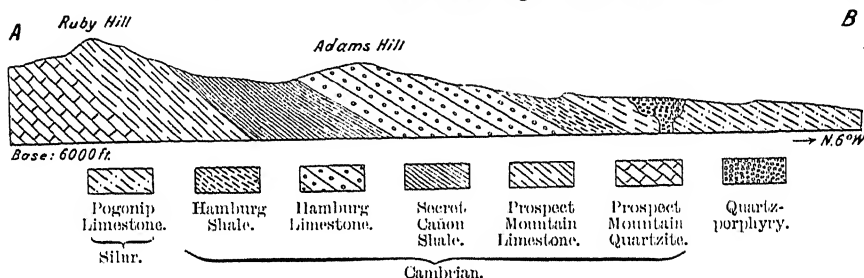 A
Ruby Hill
Adams Hill
B
Base: 6000 ft.
→ N. 6° W
Pogonip
Limestone.
Silur.
Hamburg
Shale.
Hamburg
Limestone.
Secret
Cañon
Shale.
Prospect
Mountain
Limestone.
Prospect
Mountain
Quartzite.
Quartz-
porphyry.
Cambrian.